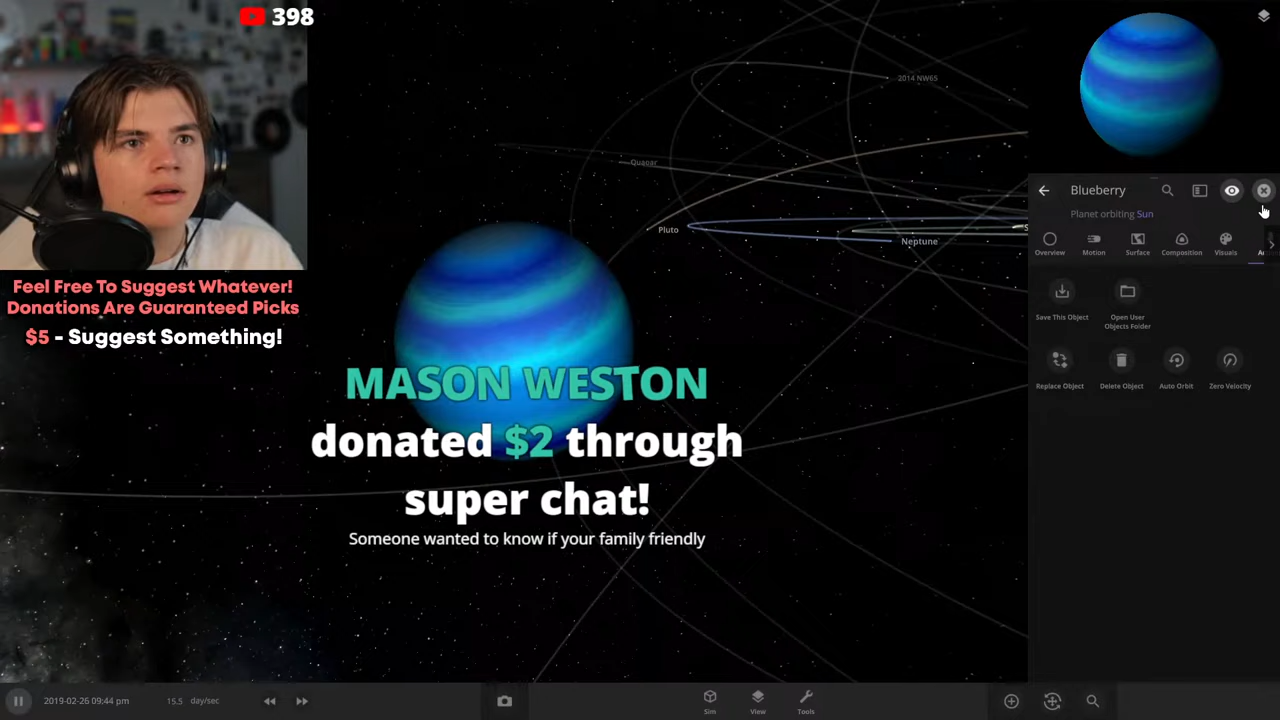 398
Feel Free To Suggest Whatever!
Donations Are Guaranteed Picks
$5 - Suggest Something!
2014 NW65
Quaoar
Pluto
Neptune
S
MASON WESTON
donated $2 through
super chat!
Someone wanted to know if your family friendly
Blueberry
Planet orbiting Sun
Overview Motion Surface Composition Visuals
Save This Object Open User
Objects Folder
Replace Object Delete Object Auto Orbit Zero Velocity
2019-02-26 09:44 pm 15.5 day/sec Sim View Tools